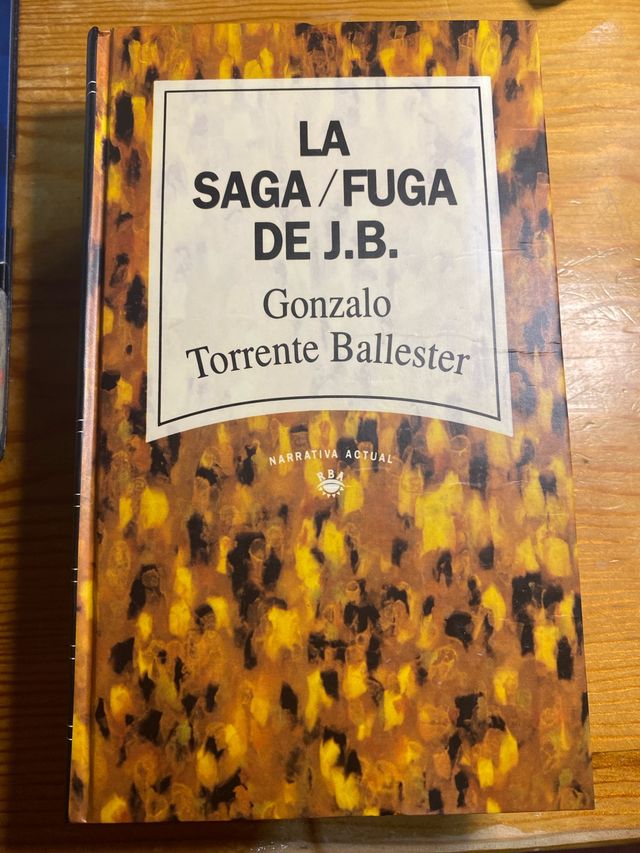 LA
SAGA / FUGA
DE J.B.
Gonzalo
Torrente Ballester
NARRATIVA ACTUAL
RBA